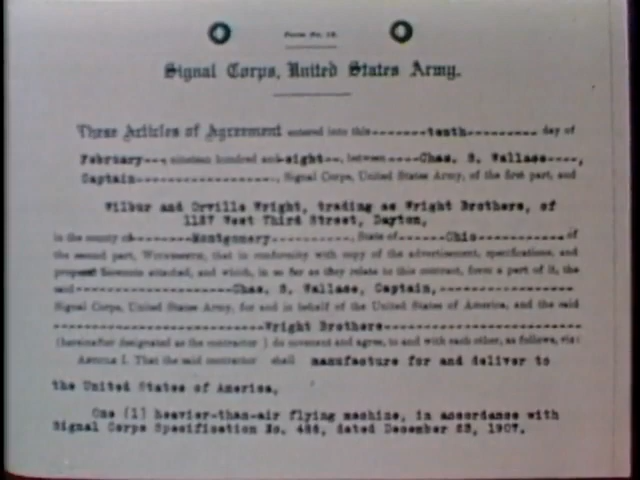 Form No. 19.
Signal Corps, United States Army.
These Articles of Agreement entered into this-------tenth--------- day of
February---, nineteen hundred and-eight--, between ----Chas. S. Wallace----,
Captain-----------------, Signal Corps, United States Army, of the first part, and
Wilbur and Orville Wright, trading as Wright Brothers, of
1127 West Third Street, Dayton,
in the county of--------Montgomery-----------, State of------Ohio----------- of
the second part, WITNESSETH, that in conformity with copy of the advertisement, specifications, and
proposal hereunto attached, and which, in so far as they relate to this contract, form a part of it, the
said -----------------------Chas. S. Wallace, Captain,-----------------
Signal Corps, United States Army, for and in behalf of the United States of America, and the said
---------------------------Wright Brothers-------------------------
(hereinafter designated as the contractor ) do covenant and agree, to and with each other, as follows, viz:
ARTICLE I. That the said contractor shall manufacture for and deliver to
the United States of America,
One (1) heavier-than-air flying machine, in accordance with
Signal Corps Specification No. 486, dated December 23, 1907.